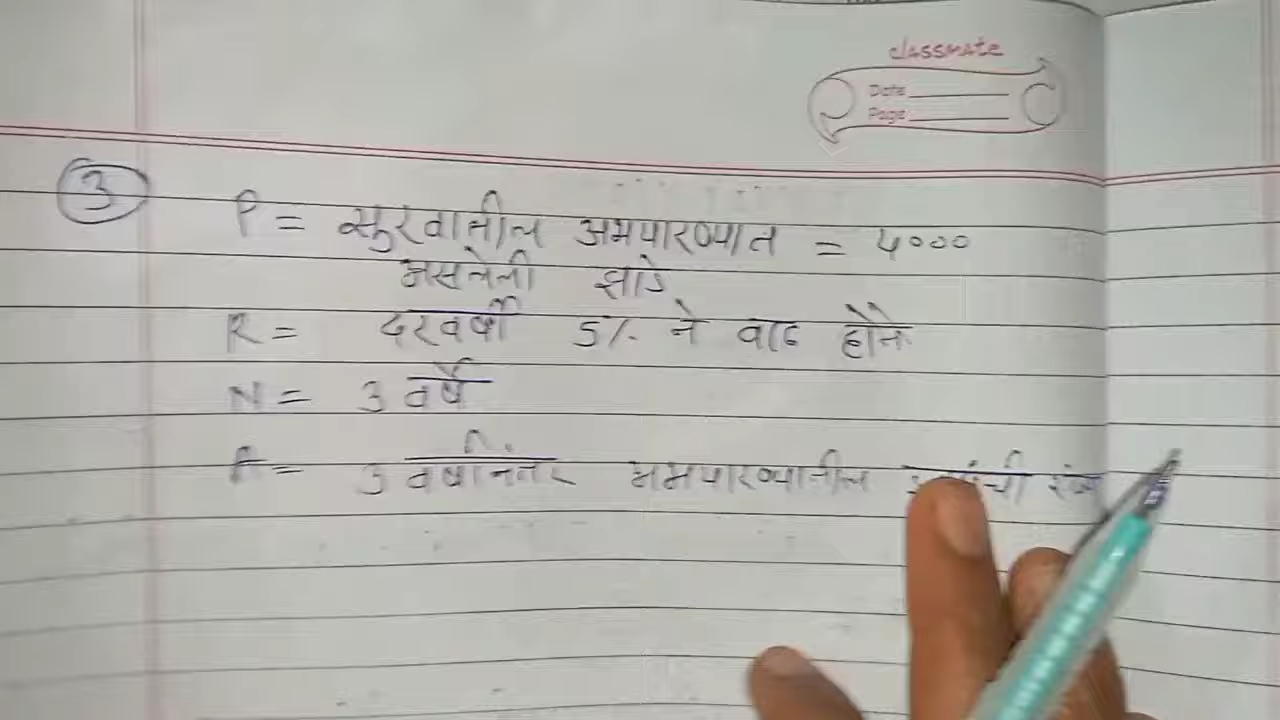 classmate
Date
Page
3
P = सुरवातीला अभयारण्यात = 4000
असलेली झाडे
R = दरवर्षी 5% ने वाढ होते
N = 3 वर्षे
A = 3 वर्षानंतर अभयारण्यातील